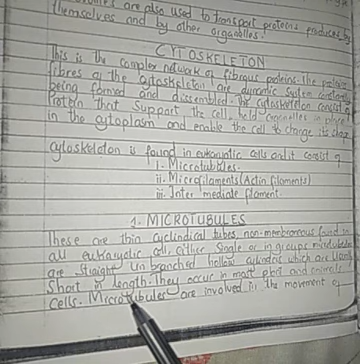 are also used to transport proteins produced by
themselves and by other organelles.
CYTOSKELETON
This is the complex network of fibrous proteins. The protein
fibres of the cytoskeleton are dynamic system constantly
being formed and dissembled. The cytoskeleton consist of
protein that support the cell, hold organelles in place
in the cytoplasm and enable the cell to change its shape
cytoskeleton is found in eukaryotic cells and it consist of
i. Microtubules.
ii. Microfilaments (Actin filaments)
iii. Inter mediate filament.
1. MICROTUBULES
These are thin cylindrical tubes, non-membranous found in
all eukaryotic cell, either single or in groups microtubules
are straight un branched hollow cylinders which are usually
short in length. They occur in most plant and animals
cells. Microtubules are involved in the movement of